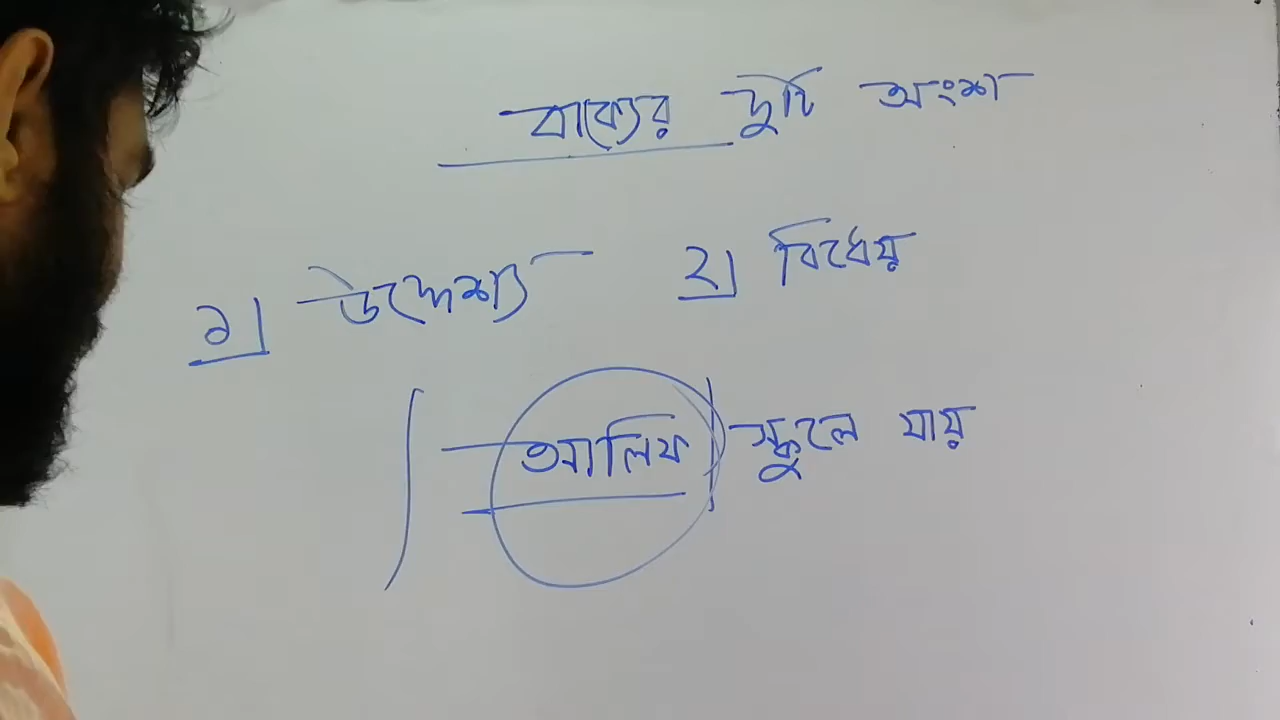 বাক্যের দুটি অংশ
১| উদ্দেশ্য ২| বিধেয়
আলিফ স্কুলে যায়